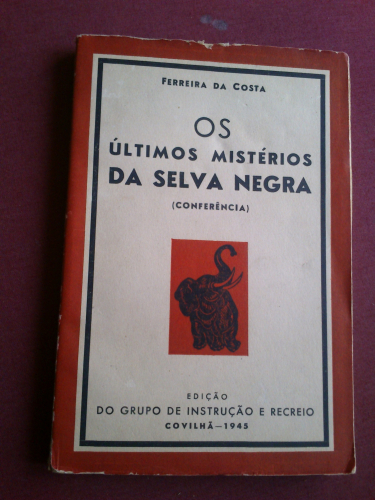 FERREIRA DA COSTA
OS
ÚLTIMOS MISTÉRIOS
DA SELVA NEGRA
(CONFERÊNCIA)
EDIÇÃO
DO GRUPO DE INSTRUÇÃO E RECREIO
COVILHÃ—1945